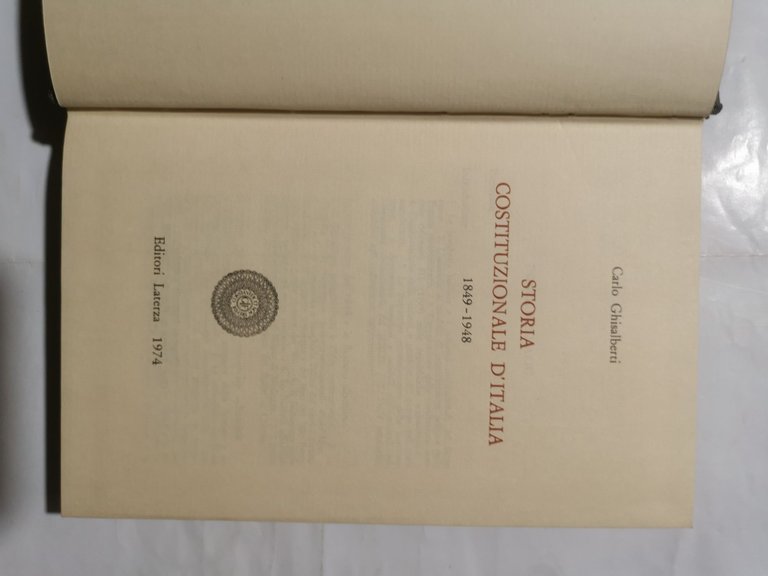 Carlo Ghisalberti
STORIA
COSTITUZIONALE D'ITALIA
1849-1948
Editori Laterza 1974